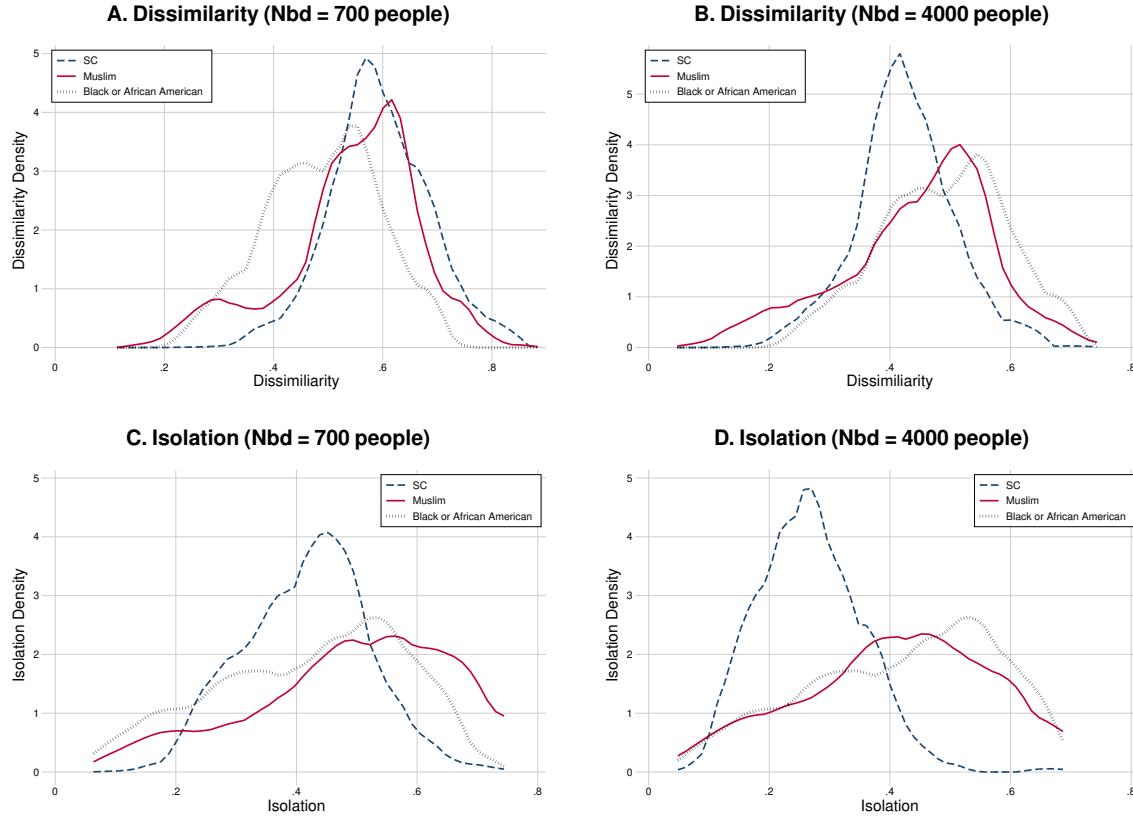 A. Dissimilarity (Nbd = 700 people)
SC
Muslim
Black or African American
Dissimilarity Density
5
4
3
2
1
0
0
.2
.4
.6
.8
Dissimiliarity
B. Dissimilarity (Nbd = 4000 people)
SC
Muslim
Black or African American
Dissimilarity Density
5
4
3
2
1
0
0
.2
.4
.6
.8
Dissimilarity
C. Isolation (Nbd = 700 people)
SC
Muslim
Black or African American
Isolation Density
5
4
3
2
1
0
0
.2
.4
.6
.8
Isolation
D. Isolation (Nbd = 4000 people)
SC
Muslim
Black or African American
Isolation Density
5
4
3
2
1
0
0
.2
.4
.6
.8
Isolation